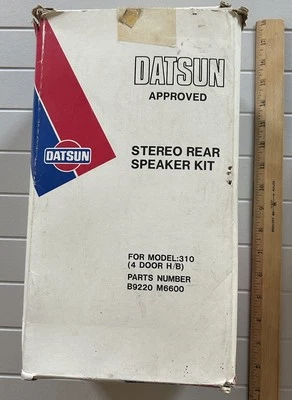 DATSUN
APPROVED
DATSUN
STEREO REAR
SPEAKER KIT
FOR MODEL:310
(4 DOOR H/B)
PARTS NUMBER
B9220 M6600